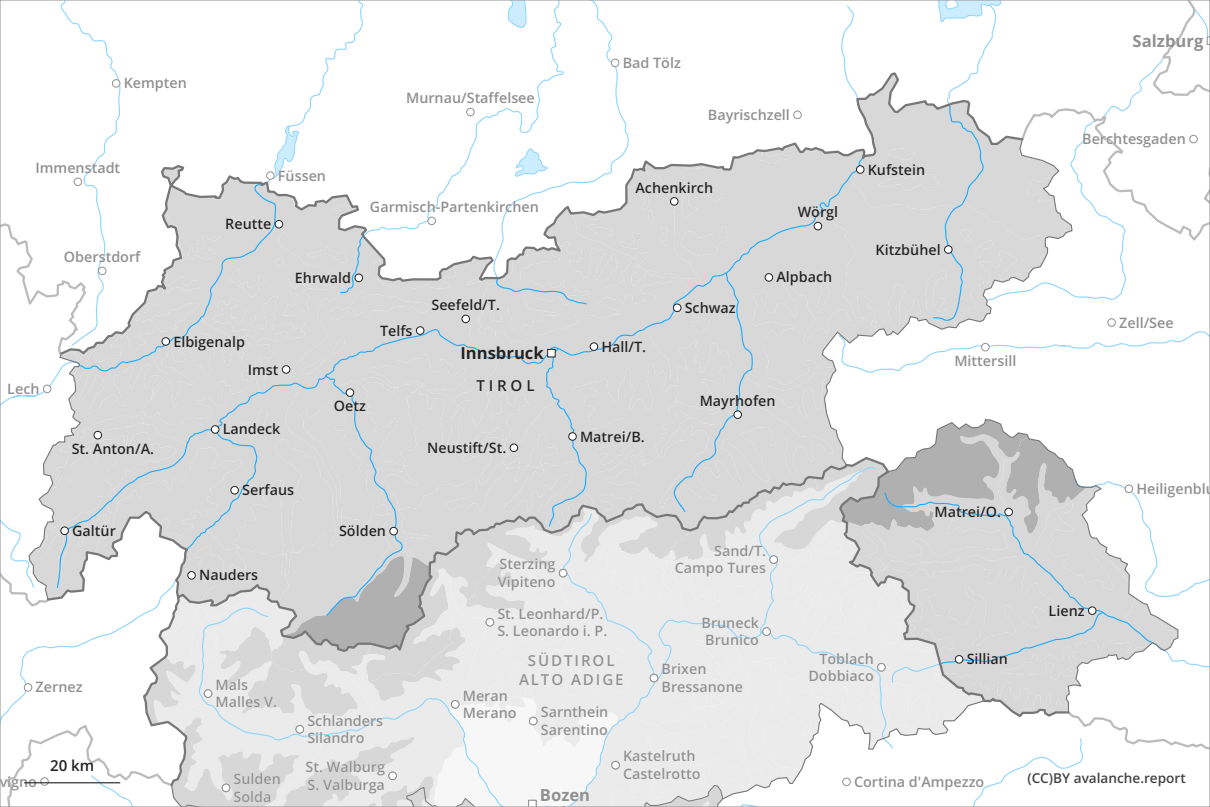 Salzburg
Bad Tölz
Kempten
Murnau/Staffelsee
Bayrischzell
Berchtesgaden
Immenstadt
Füssen
Kufstein
Achenkirch
Garmisch-Partenkirchen
Wörgl
Reutte
Kitzbühel
Oberstdorf
Ehrwald
Alpbach
Seefeld/T.
Schwaz
Telfs
Zell/See
Elbigenalp
Innsbruck
Hall/T.
Mittersill
Imst
TIROL
Lech
Oetz
Mayrhofen
Landeck
Matrei/B.
St. Anton/A.
Neustift/St.
Serfaus
Heiligenblu
Matrei/O.
Galtür
Sölden
Sand/T.
Campo Tures
Sterzing
Vipiteno
Nauders
Lienz
St. Leonhard/P.
S. Leonardo i. P.
Bruneck
Brunico
SÜDTIROL
ALTO ADIGE
Toblach
Dobbiaco
Sillian
Brixen
Bressanone
Zernez
Mals
Malles V.
Meran
Merano
Sarnthein
Sarentino
Schlanders
Silandro
Kastelruth
Castelrotto
20 km
St. Walburg
S. Valburga
Sulden
Solda
vigno
Cortina d'Ampezzo
(CC)BY avalanche.report
Bozen